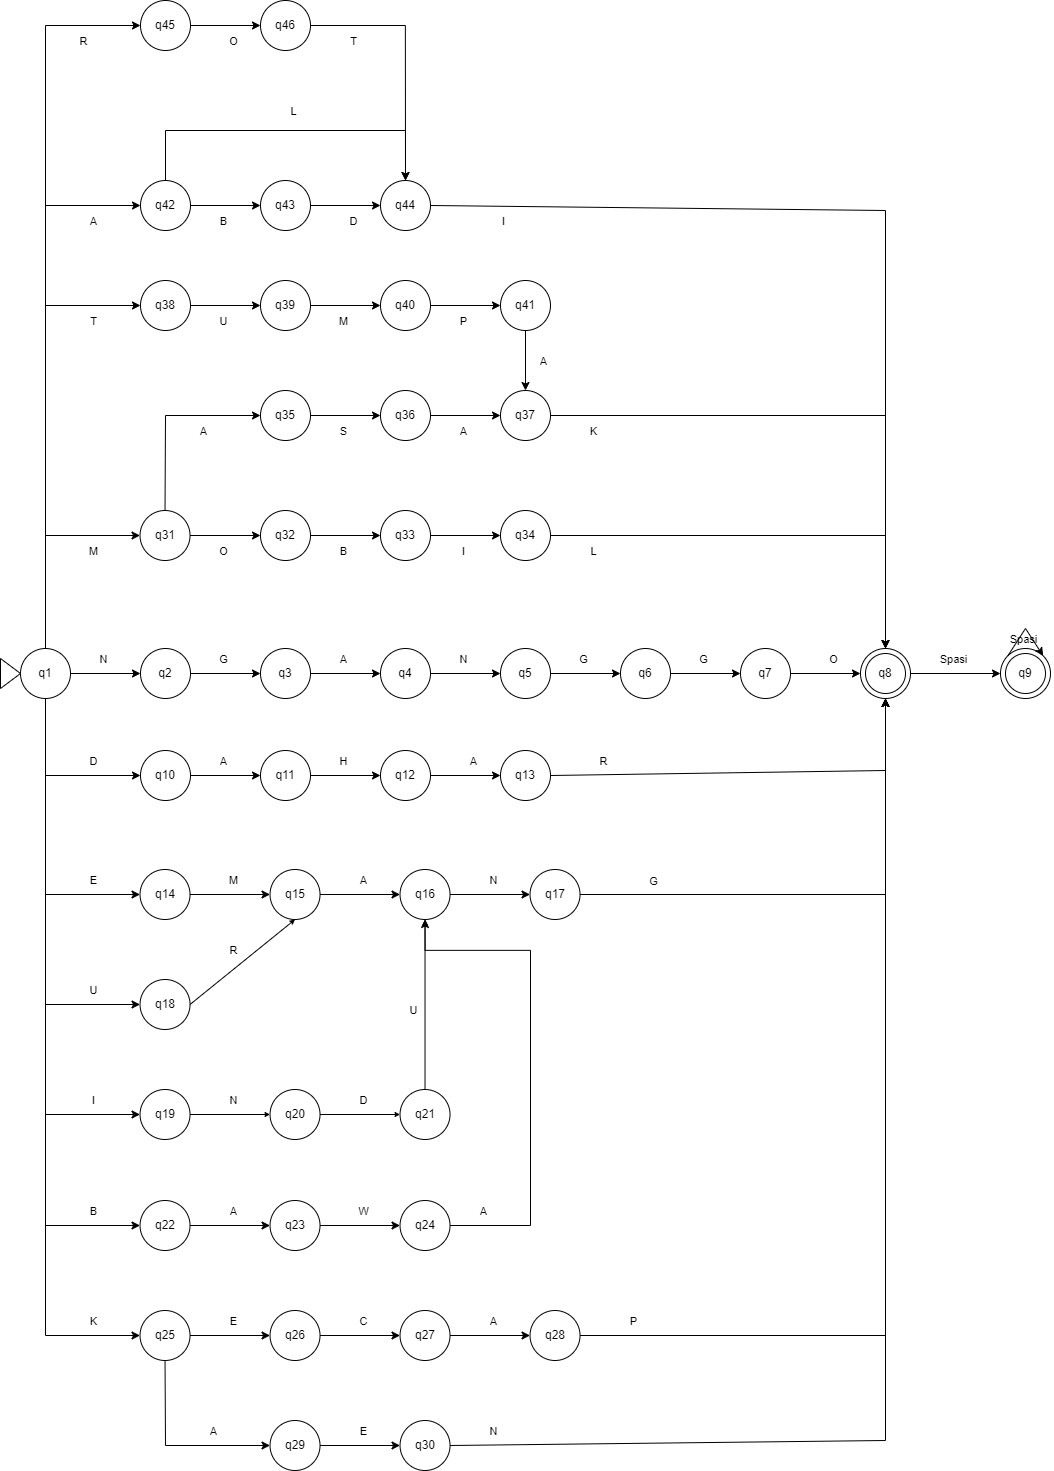 q45 q46
R O T
L
q42 q43 q44
A B D I
q38 q39 q40 q41
T U M P
A
q35 q36 q37
A S A K
q31 q32 q33 q34
M O B I L
Spasi
N G A N G G O Spasi
q1 q2 q3 q4 q5 q6 q7 q8 q9
D A H A R
q10 q11 q12 q13
E M A N G
q14 q15 q16 q17
R
U
q18
U
I N D
q19 q20 q21
B A W A
q22 q23 q24
K E C A P
q25 q26 q27 q28
A E N
q29 q30